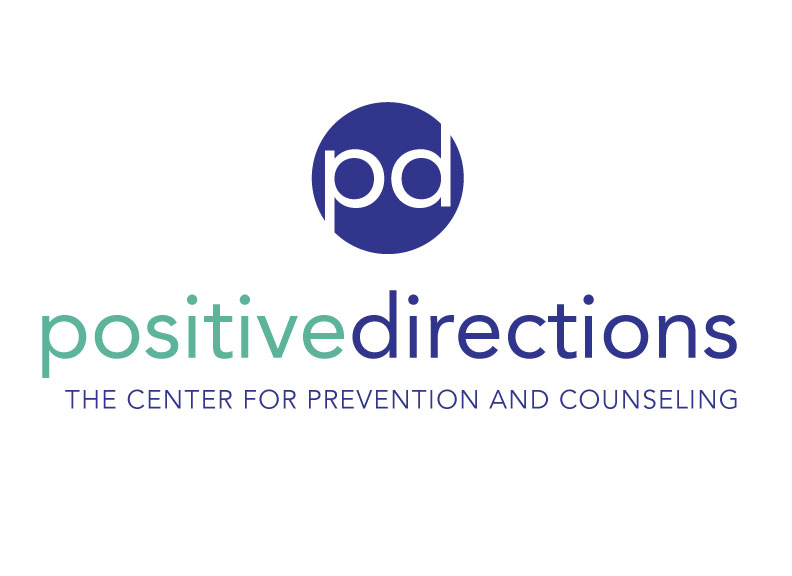 pd
positivedirections
THE CENTER FOR PREVENTION AND COUNSELING